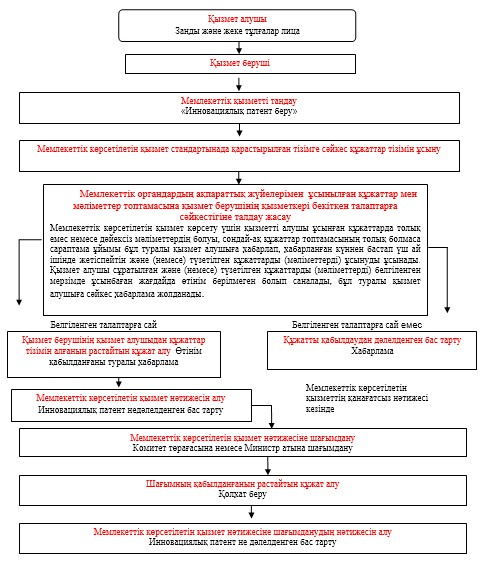 Қызмет алушы
Занды және жеке тұлғалар лица
Қызмет беруші
Мемлекеттік қызметті тандау
«Инновациялық патент беру»
Мемлекеттік көрсетілетін қызмет стандартынада қарастырылған тізімге сәйкес құжаттар тізімін ұсыну
Мемлекеттік органдардың ақпараттық жүйелерімен ұсынылған құжаттар мен
мәліметтер топтамасына қызмет берушінің қызметкері бекіткен талаптарға
сәйкестігіне талдау жасау
Мемлекеттік көрсетілетін қызмет көрсету үшін қызметті алушы ұсынған құжаттарда толық
емес немесе дәйексіз мәліметтердің болуы, сондай-ақ құжаттар топтамасының толық болмаса
сараптама ұйымы бұл туралы қызмет алушыға хабарлап, хабарланған күннен бастап үш ай
ішінде жетіспейтін және (немесе) түзетілген құжаттарды (мәліметтерді) ұсынуды ұсынады.
Қызмет алушы сұратылған және (немесе) түзетілген құжаттарды (мәліметтерді) белгіленген
мерзімде ұсынбаған жағдайда өтінім берілмеген болып саналады, бұл туралы қызмет
алушыға сәйкес хабарлама жолданады.
Белгіленген талаптарға сай
Белгіленген талаптарға сай емес
Қызмет берушінің қызмет алушыдан құжаттар
тізімін алғанын растайтын құжат алу Өтінім
қабылданғаны туралы хабарлама
Құжатты қабылдаудан дәлелденген бас тарту
Хабарлама
Мемлекеттік көрсетілетін қызмет нәтижесін алу
Инновациялық патент недәлелденген бас тарту
Мемлекеттік көрсетілетін
қызметтің қанағатсыз нәтижесі
кезінде
Мемлекеттік көрсетілетін қызмет нәтижесіне шағымдану
Комитет төрағасына немесе Министр атына шағымдану
Шағымның қабылданғанын растайтын құжат алу
Қолхат беру
Мемлекеттік көрсетілетін қызмет нәтижесіне шағымданудың нәтижесін алу
Инновациялық патент не дәлелденген бас тарту